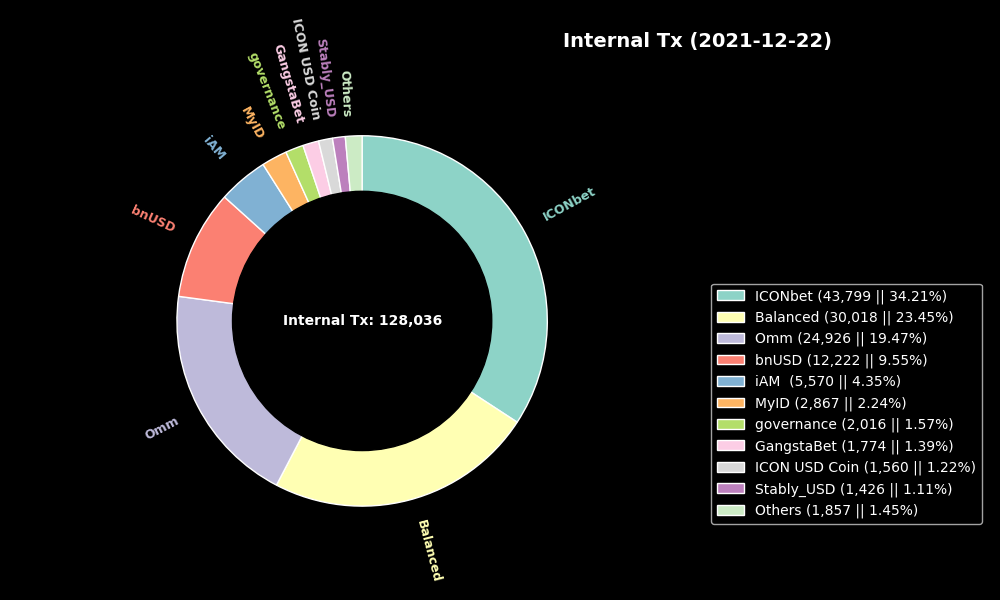 Internal Tx (2021-12-22)
Others
Stably_USD
ICON USD Coin
GangstaBet
governance
MyID
iAM
bnUSD
ICONbet
Internal Tx: 128,036
Omm
Balanced
ICONbet (43,799 || 34.21%)
Balanced (30,018 || 23.45%)
Omm (24,926 || 19.47%)
bnUSD (12,222 || 9.55%)
iAM  (5,570 || 4.35%)
MyID (2,867 || 2.24%)
governance (2,016 || 1.57%)
GangstaBet (1,774 || 1.39%)
ICON USD Coin (1,560 || 1.22%)
Stably_USD (1,426 || 1.11%)
Others (1,857 || 1.45%)